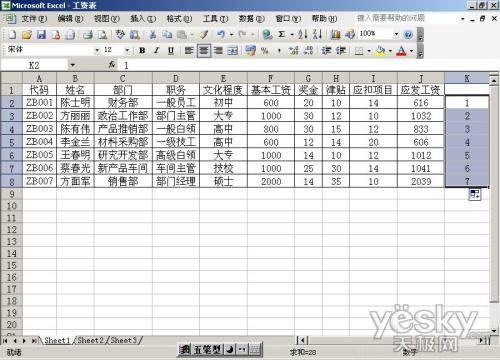 Microsoft Excel - 工资表
文件(F) 编辑(E) 视图(V) 插入(I) 格式(O) 工具(T) 数据(D) 窗口(W) 帮助(H) 键入需要帮助的问题
宋体 12 B I U
K2 fx 1
A B C D E F G H I J K
1 代码 姓名 部门 职务 文化程度 基本工资 奖金 津贴 应扣项目 应发工资
2 ZB001 陈士明 财务部 一般员工 初中 600 20 10 14 616 1
3 ZB002 方丽丽 政治工作部 部门主管 大专 1000 30 12 10 1032 2
4 ZB003 陈有伟 产品推销部 一般白领 高中 800 30 15 12 833 3
5 ZB004 李金兰 材料采购部 一级技工 高中 600 12 14 20 606 4
6 ZB005 王春明 研究开发部 高级白领 大专 1000 14 10 12 1012 5
7 ZB006 蔡春光 新产品车间 车间主管 技校 1000 25 30 14 1041 6
8 ZB007 方面军 销售部 部门经理 硕士 2000 14 35 10 2039 7
9
10
11
12
13
14
15
16
17
18
19
20
Sheet1 Sheet2 Sheet3
就绪 五笔型 求和=28 数字
yesky
天极网